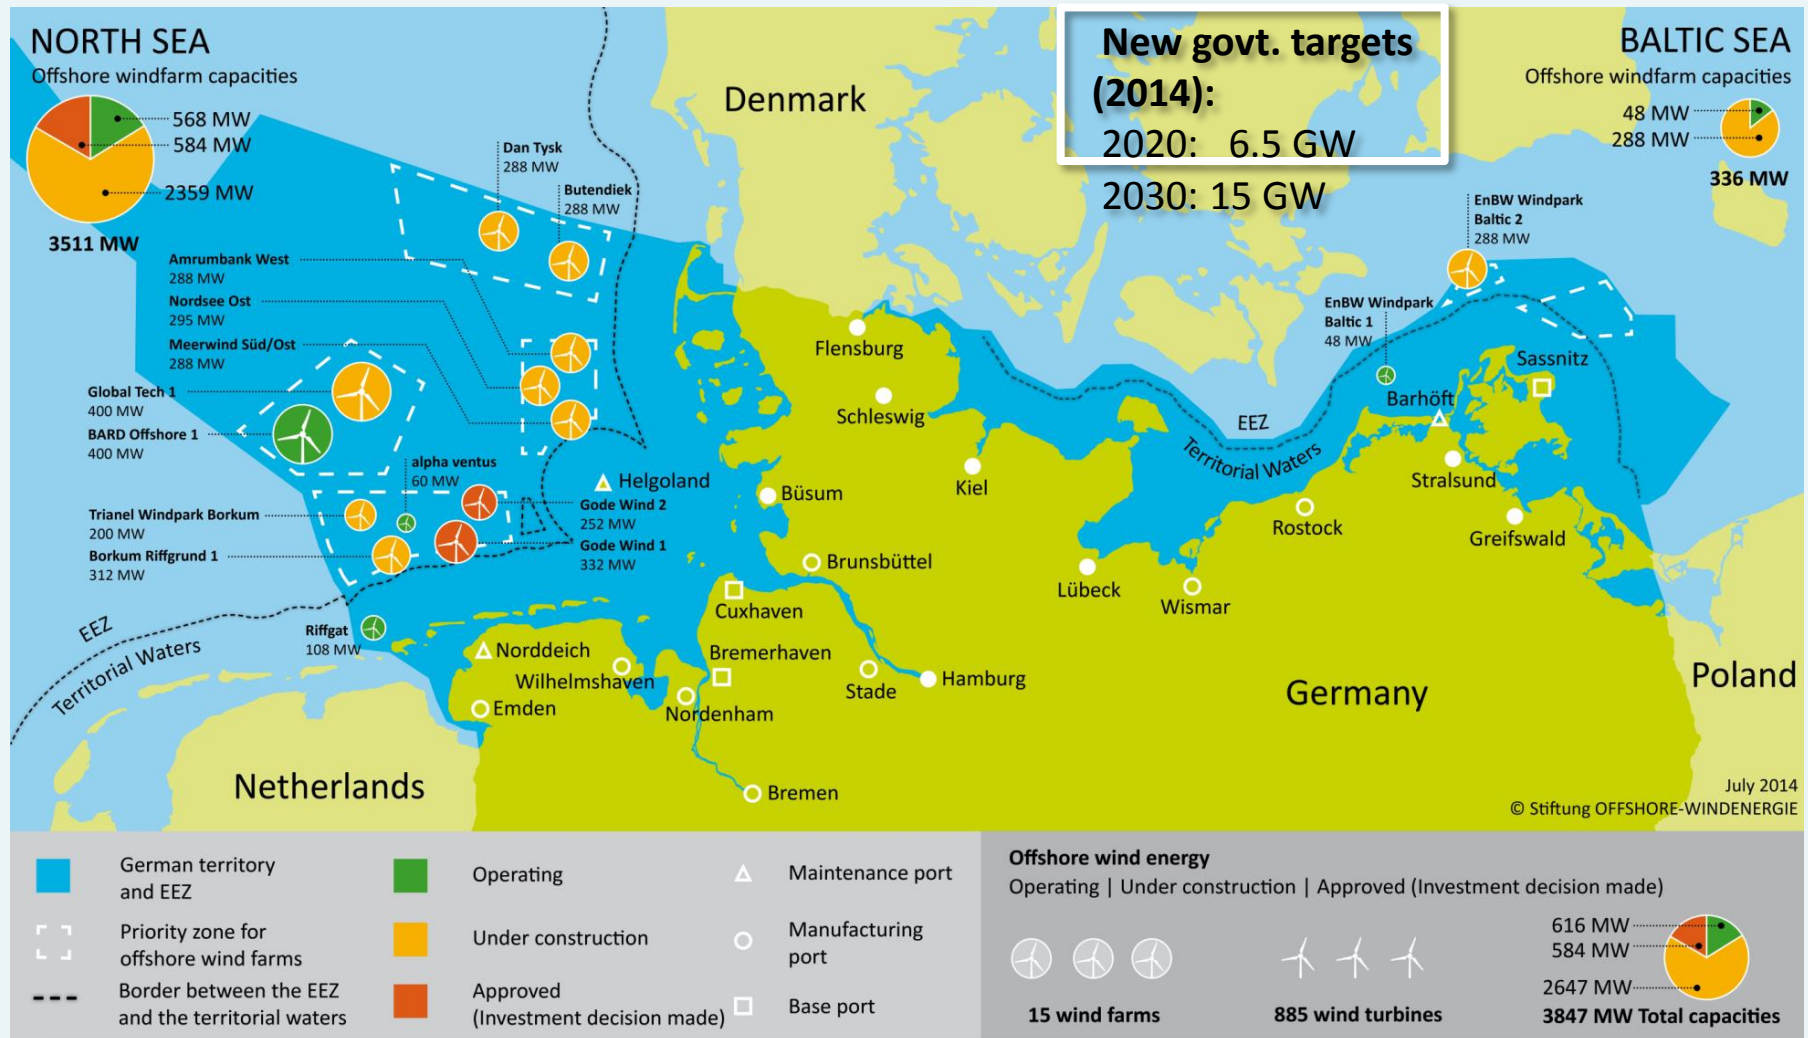 NORTH SEA
Offshore windfarm capacities
568 MW
584 MW
2359 MW
3511 MW
New govt. targets
(2014):
2020: 6.5 GW
2030: 15 GW
BALTIC SEA
Offshore windfarm capacities
48 MW
288 MW
336 MW
Denmark
Dan Tysk
288 MW
Butendiek
288 MW
Amrumbank West
288 MW
Nordsee Ost
295 MW
Meerwind Süd/Ost
288 MW
Global Tech 1
400 MW
BARD Offshore 1
400 MW
alpha ventus
60 MW
Trianel Windpark Borkum
200 MW
Borkum Riffgrund 1
312 MW
Gode Wind 2
252 MW
Gode Wind 1
332 MW
Riffgat
108 MW
EEZ
Territorial Waters
Helgoland
EnBW Windpark
Baltic 2
288 MW
EnBW Windpark
Baltic 1
48 MW
EEZ
Territorial Waters
Flensburg
Schleswig
Kiel
Büsum
Brunsbüttel
Cuxhaven
Norddeich
Wilhelmshaven
Bremerhaven
Emden
Nordenham
Stade
Hamburg
Bremen
Lübeck
Wismar
Rostock
Barhöft
Sassnitz
Stralsund
Greifswald
Netherlands
Germany
Poland
July 2014
© Stiftung OFFSHORE-WINDENERGIE
German territory
and EEZ
Priority zone for
offshore wind farms
Border between the EEZ
and the territorial waters
Operating
Under construction
Approved
(Investment decision made)
Maintenance port
Manufacturing
port
Base port
Offshore wind energy
Operating | Under construction | Approved (Investment decision made)
15 wind farms
885 wind turbines
616 MW
584 MW
2647 MW
3847 MW Total capacities